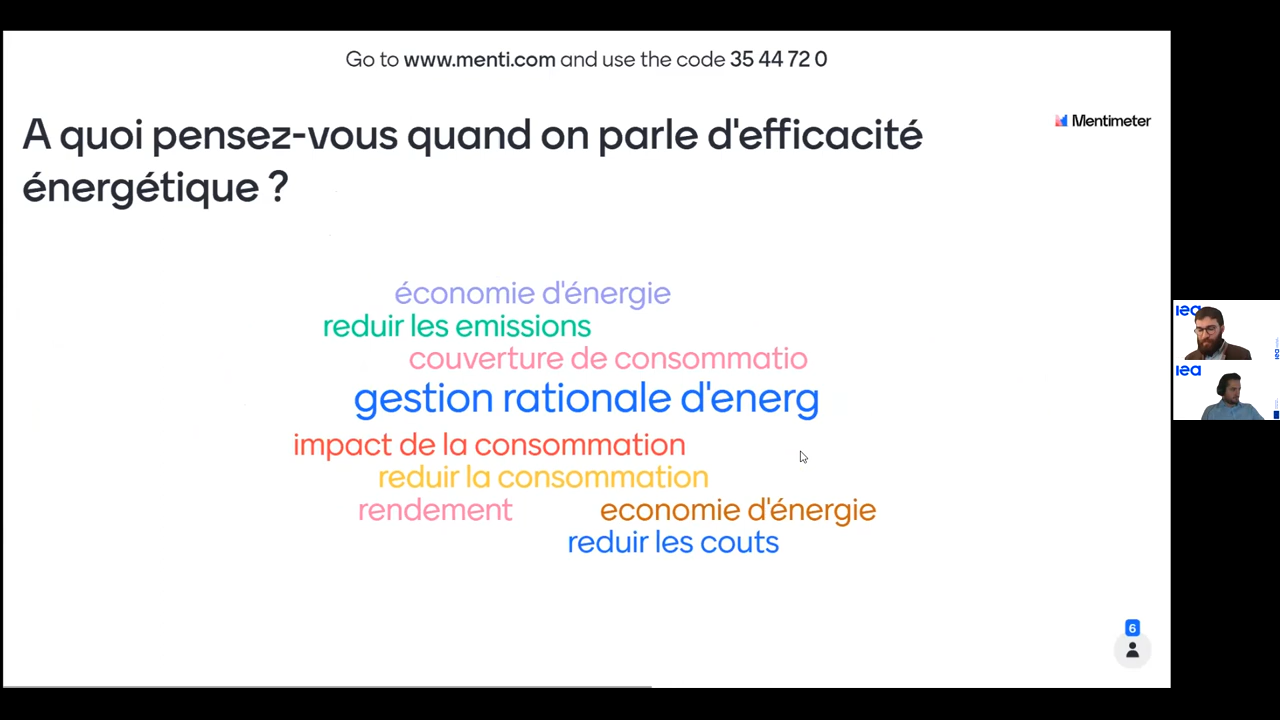 Go to www.menti.com and use the code 35 44 72 0
Mentimeter
A quoi pensez-vous quand on parle d'efficacité
énergétique ?
économie d'énergie
reduir les emissions
couverture de consommatio
gestion rationale d'energ
impact de la consommation
reduir la consommation
rendement
economie d'énergie
reduir les couts
iea
iea
6